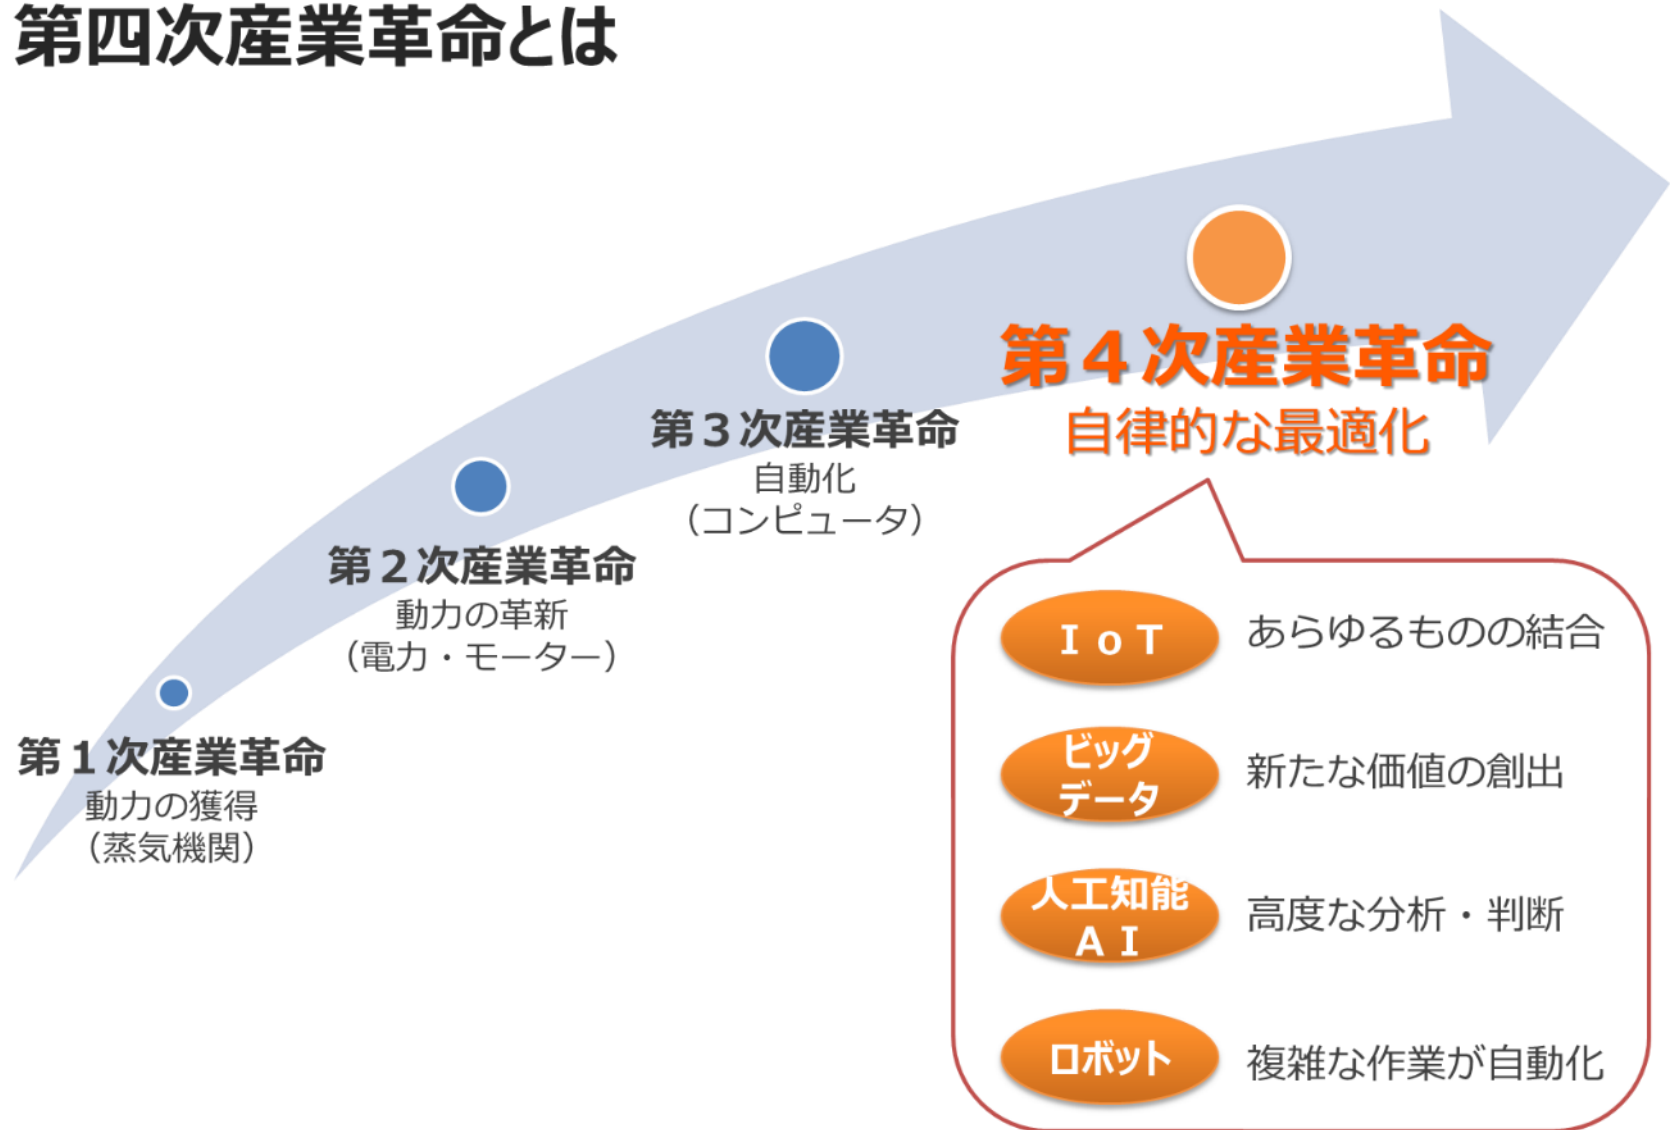 第四次産業革命とは
第１次産業革命
動力の獲得
（蒸気機関）
第２次産業革命
動力の革新
（電力・モーター）
第３次産業革命
自動化
（コンピュータ）
第４次産業革命
自律的な最適化
ＩｏＴ
あらゆるものの結合
ビッグ
データ
新たな価値の創出
人工知能
ＡＩ
高度な分析・判断
ロボット
複雑な作業が自動化